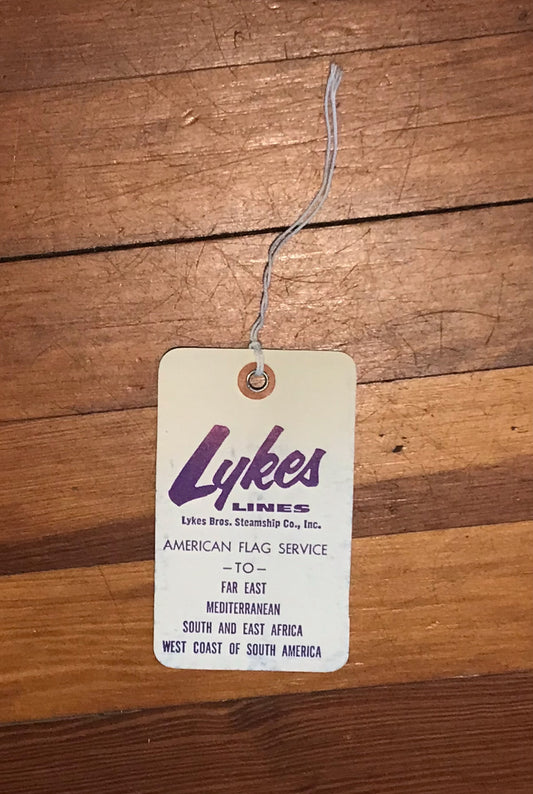 Lykes
LINES
Lykes Bros. Steamship Co., Inc.
AMERICAN FLAG SERVICE
–TO–
FAR EAST
MEDITERRANEAN
SOUTH AND EAST AFRICA
WEST COAST OF SOUTH AMERICA